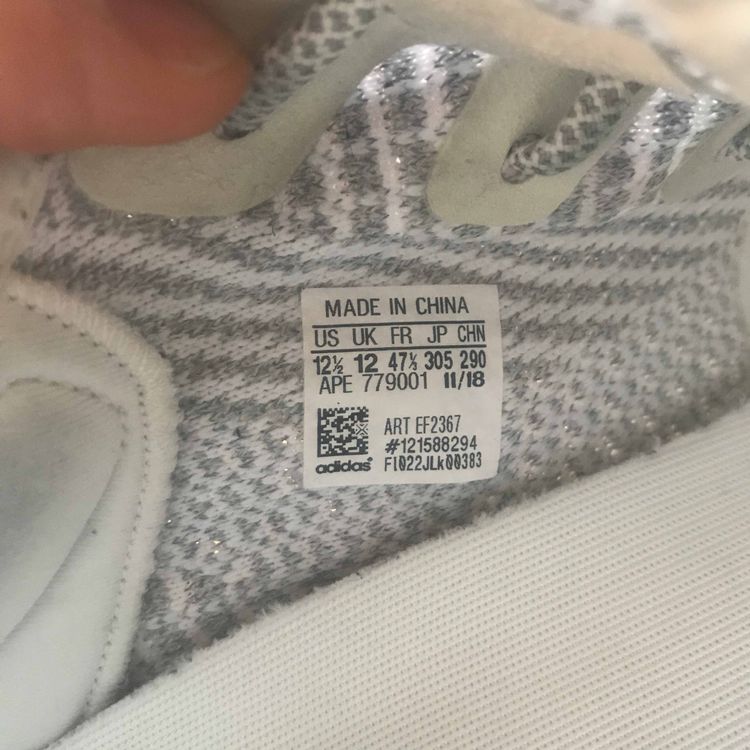 MADE IN CHINA
US UK FR JP CHN
12½ 12 47⅓ 305 290
APE 779001 11/18
ART EF2367
#121588294
adidas FI022JLk00383